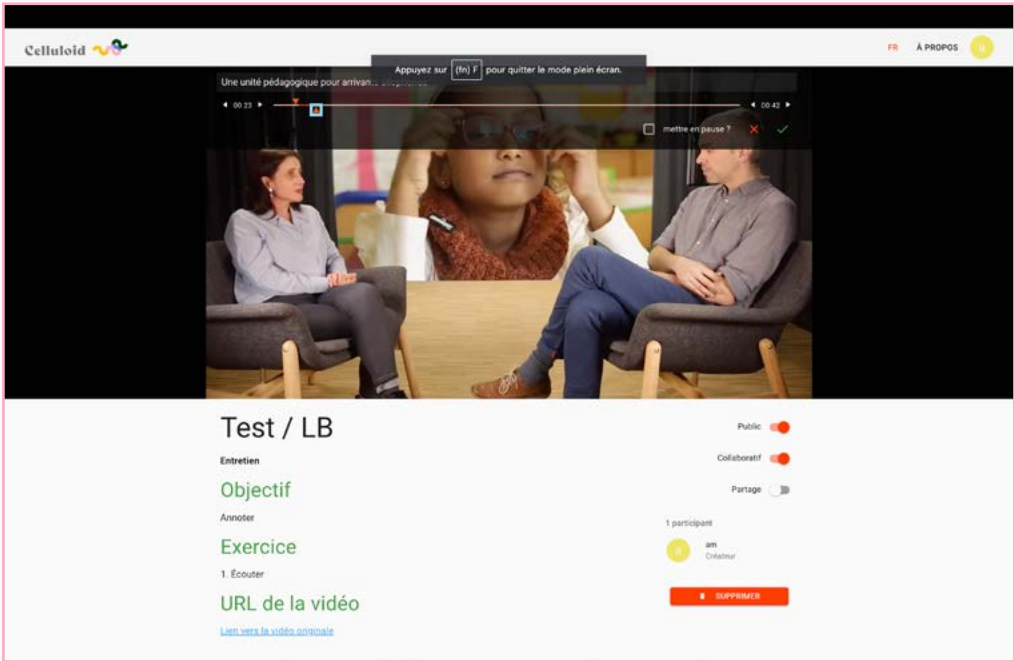 Celluloid
FR À PROPOS
Appuyez sur (fn) F pour quitter le mode plein écran.
Une unité pédagogique pour arrivants
00:23
00:42
mettre en pause ?
Test / LB
Public
Entretien
Collaboratif
Objectif
Partage
Annoter
1 participant
Exercice
am
Créateur
1. Écouter
SUPPRIMER
URL de la vidéo
Lien vers la vidéo originale